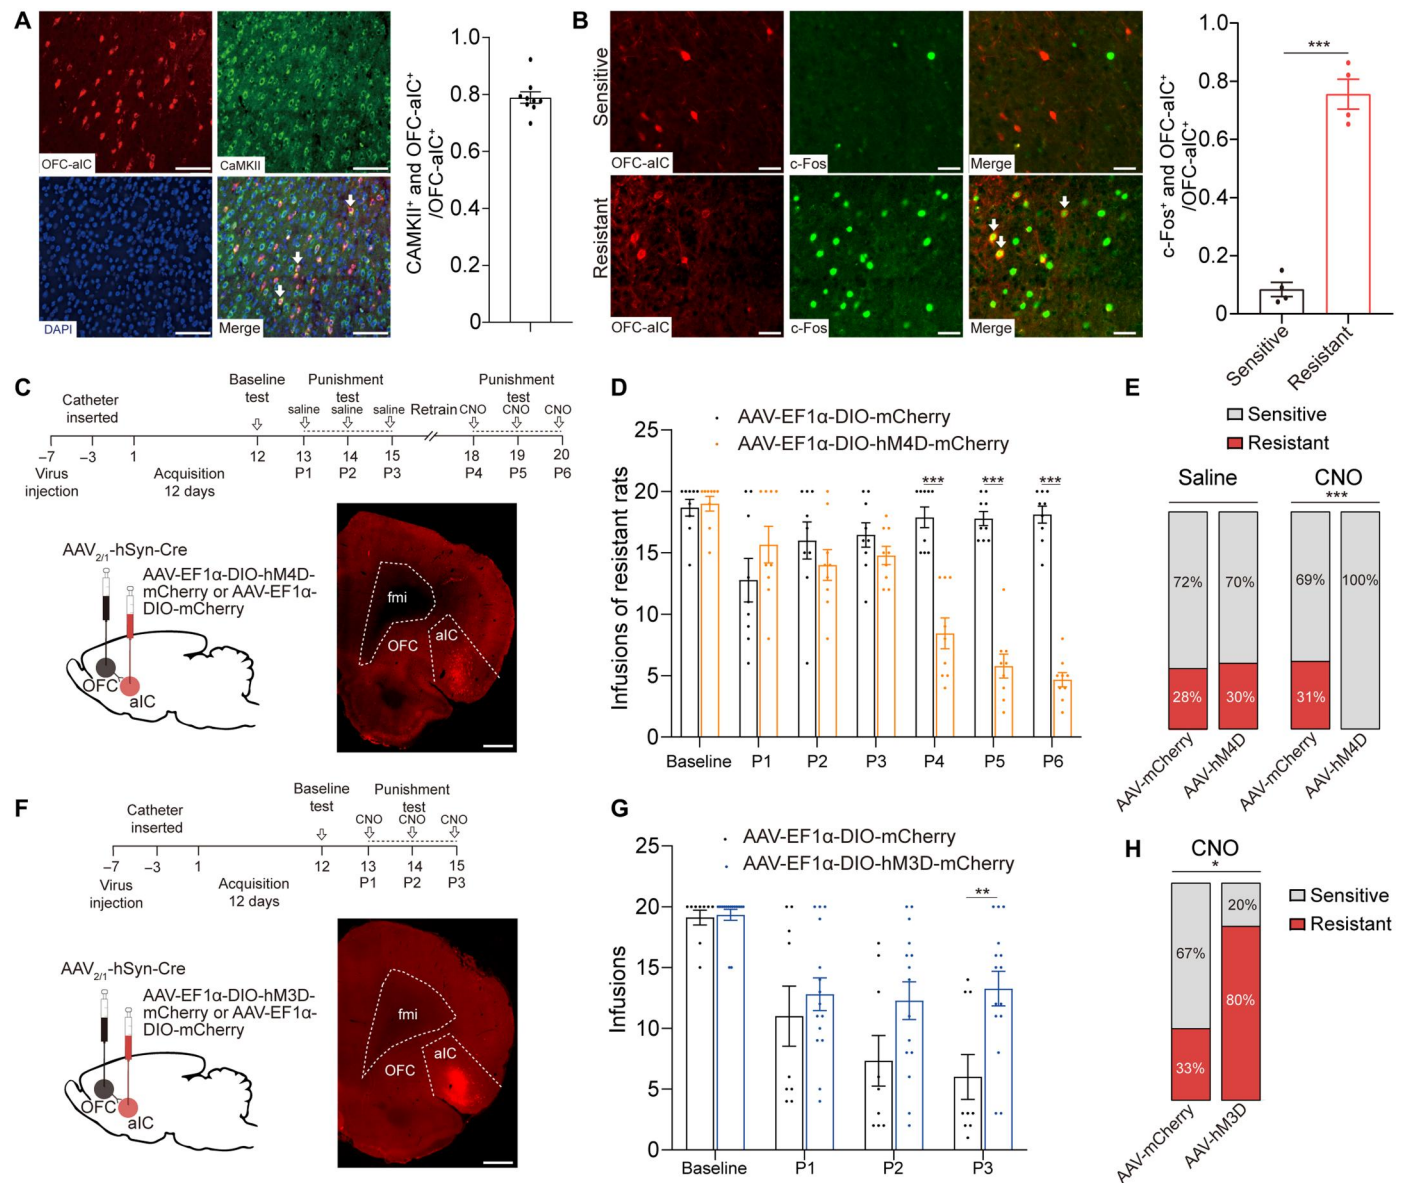 A
OFC-aIC
CaMKII
DAPI
Merge
CAMKII⁺ and OFC-aIC⁺
/OFC-aIC⁺
1.0
0.8
0.6
0.4
0.2
0
B
Sensitive
OFC-aIC
c-Fos
Merge
Resistant
OFC-aIC
c-Fos
Merge
c-Fos⁺ and OFC-aIC⁺
/OFC-aIC⁺
1.0
0.8
0.6
0.4
0.2
0
***
Sensitive
Resistant
C
Catheter
inserted
Baseline
test
Punishment
test
saline
saline
saline
Retrain
Punishment
test
CNO
CNO
CNO
–7
–3
1
12
13
14
15
18
19
20
Virus
injection
Acquisition
12 days
P1
P2
P3
P4
P5
P6
AAV2/1-hSyn-Cre
AAV-EF1α-DIO-hM4D-
mCherry or AAV-EF1α-
DIO-mCherry
OFC
aIC
fmi
OFC
aIC
D
AAV-EF1α-DIO-mCherry
AAV-EF1α-DIO-hM4D-mCherry
Infusions of resistant rats
25
20
15
10
5
0
***
***
***
Baseline
P1
P2
P3
P4
P5
P6
E
Sensitive
Resistant
Saline
CNO
***
72%
70%
69%
100%
28%
30%
31%
AAV-mCherry
AAV-hM4D
AAV-mCherry
AAV-hM4D
F
Catheter
inserted
Baseline
test
Punishment
test
CNO
CNO
CNO
–7
–3
1
12
13
14
15
Virus
injection
Acquisition
12 days
P1
P2
P3
AAV2/1-hSyn-Cre
AAV-EF1α-DIO-hM3D-
mCherry or AAV-EF1α-
DIO-mCherry
OFC
aIC
fmi
OFC
aIC
G
AAV-EF1α-DIO-mCherry
AAV-EF1α-DIO-hM3D-mCherry
Infusions
25
20
15
10
5
0
**
Baseline
P1
P2
P3
H
CNO
*
Sensitive
Resistant
67%
20%
33%
80%
AAV-mCherry
AAV-hM3D